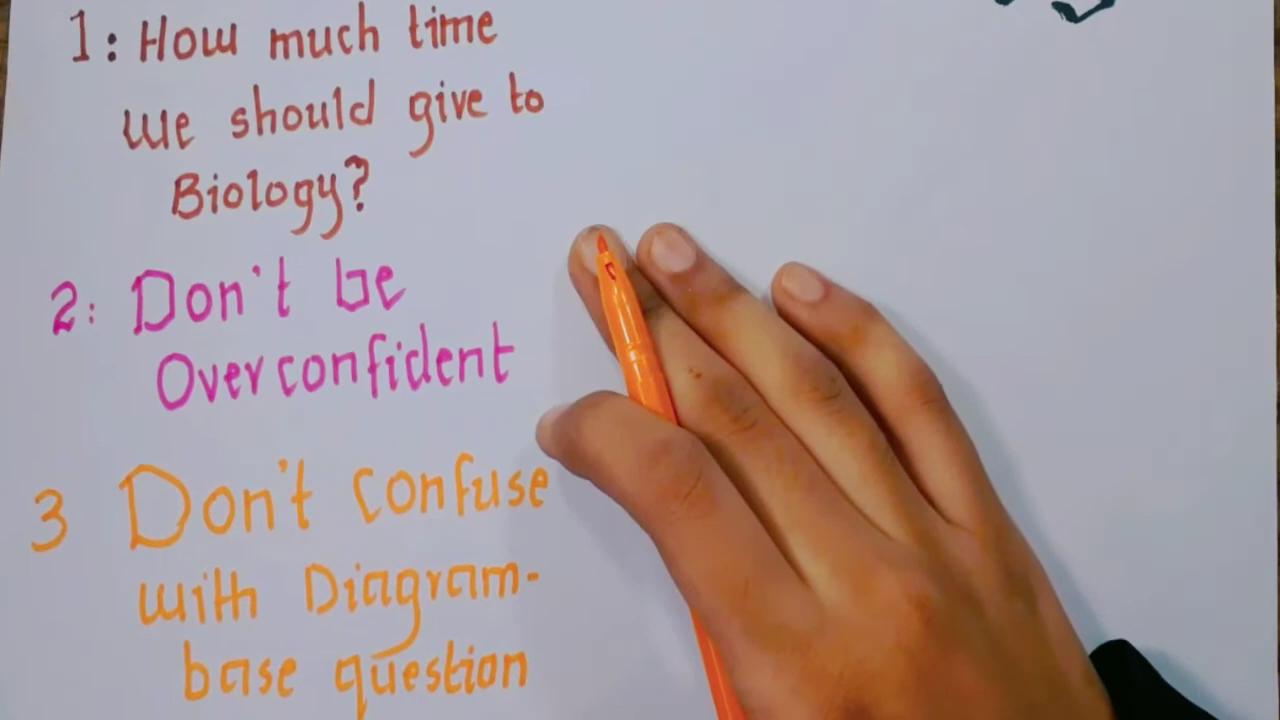 1: How much time
We should give to
Biology?
2: Don't be
Overconfident
3 Don't confuse
with Diagram-
base question